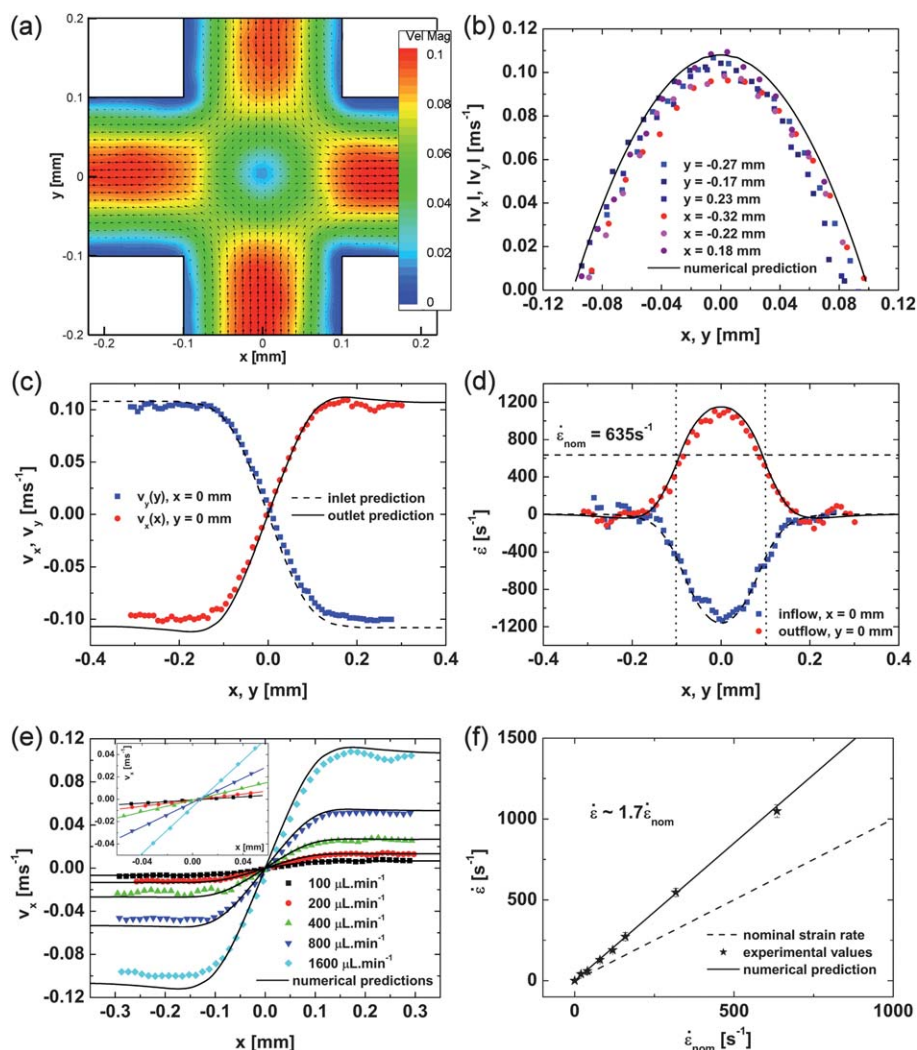 (a)
0.2
0.1
0
-0.1
0.2
y [mm]
-0.2
-0.1
0
0.1
0.2
x [mm]
Vel Mag
0.1
0.08
0.06
0.04
0.02
0
(b)
0.12
0.10
0.08
0.06
0.04
0.12
0.00
|vₓ|, |v_y| [ms⁻¹]
y = -0.27 mm
y = -0.17 mm
y = 0.23 mm
x = -0.32 mm
x = -0.22 mm
x = 0.18 mm
numerical prediction
-0.12
-0.06
0.00
0.04
0.12
x, y [mm]
(c)
0.10
0.05
0.00
-0.05
-0.10
vₓ, v_y [ms⁻¹]
v_y(y), x = 0 mm
vₓ(x), y = 0 mm
inlet prediction
outlet prediction
-0.4
-0.2
0.0
0.2
0.4
x, y [mm]
(d)
1200
800
400
0
-400
-800
-1200
ε̇ [s⁻¹]
ε̇_nom = 635s⁻¹
inflow, x = 0 mm
outflow, y = 0 mm
-0.4
-0.2
0.0
0.2
0.4
x, y [mm]
(e)
0.12
0.08
0.04
0.00
-0.04
-0.08
-0.12
vₓ [ms⁻¹]
0.04
0.02
0.00
-0.02
-0.04
vₓ [ms⁻¹]
x [mm]
-0.04
0.00
0.04
100 μL.min⁻¹
200 μL.min⁻¹
400 μL.min⁻¹
800 μL.min⁻¹
1600 μL.min⁻¹
numerical predictions
-0.3
-0.2
-0.1
0.0
0.1
0.2
0.3
x [mm]
(f)
1500
1000
500
0
ε̇ [s⁻¹]
ε̇ ~ 1.7ε̇_nom
nominal strain rate
experimental values
numerical prediction
0
500
1000
ε̇_nom [s⁻¹]